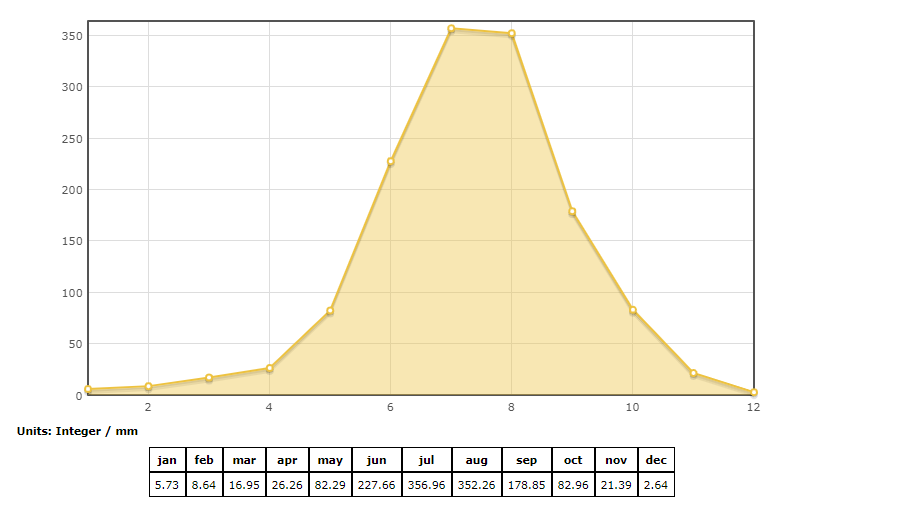 350
300
250
200
150
100
50
0
2 4 6 8 10 12
Units: Integer / mm
jan feb mar apr may jun jul aug sep oct nov dec
5.73 8.64 16.95 26.26 82.29 227.66 356.96 352.26 178.85 82.96 21.39 2.64